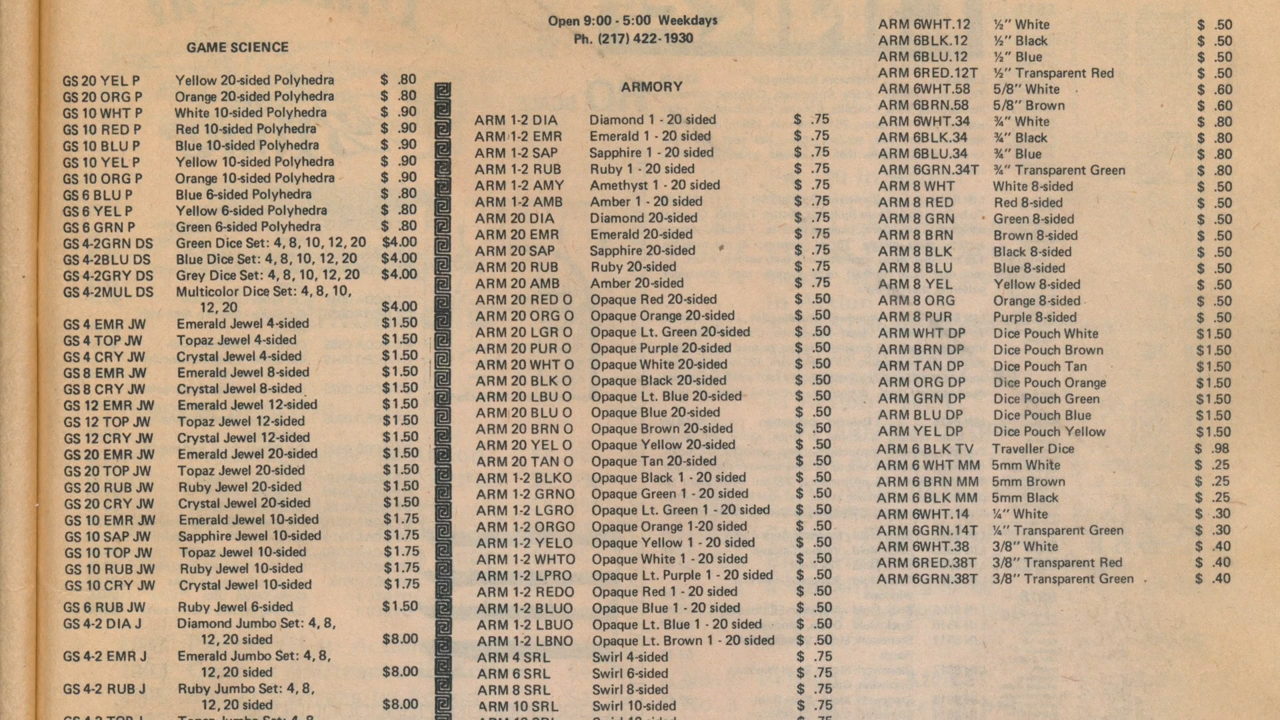 GAME SCIENCE
GS 20 YEL P Yellow 20-sided Polyhedra $ .80
GS 20 ORG P Orange 20-sided Polyhedra $ .80
GS 10 WHT P White 10-sided Polyhedra $ .90
GS 10 RED P Red 10-sided Polyhedra $ .90
GS 10 BLU P Blue 10-sided Polyhedra $ .90
GS 10 YEL P Yellow 10-sided Polyhedra $ .90
GS 10 ORG P Orange 10-sided Polyhedra $ .90
GS 6 BLU P Blue 6-sided Polyhedra $ .80
GS 6 YEL P Yellow 6-sided Polyhedra $ .80
GS 6 GRN P Green 6-sided Polyhedra $ .80
GS 4-2GRN DS Green Dice Set: 4, 8, 10, 12, 20 $4.00
GS 4-2BLU DS Blue Dice Set: 4, 8, 10, 12, 20 $4.00
GS 4-2GRY DS Grey Dice Set: 4, 8, 10, 12, 20 $4.00
GS 4-2MUL DS Multicolor Dice Set: 4, 8, 10,
12, 20 $4.00
GS 4 EMR JW Emerald Jewel 4-sided $1.50
GS 4 TOP JW Topaz Jewel 4-sided $1.50
GS 4 CRY JW Crystal Jewel 4-sided $1.50
GS 8 EMR JW Emerald Jewel 8-sided $1.50
GS 8 CRY JW Crystal Jewel 8-sided $1.50
GS 12 EMR JW Emerald Jewel 12-sided $1.50
GS 12 TOP JW Topaz Jewel 12-sided $1.50
GS 12 CRY JW Crystal Jewel 12-sided $1.50
GS 20 EMR JW Emerald Jewel 20-sided $1.50
GS 20 TOP JW Topaz Jewel 20-sided $1.50
GS 20 RUB JW Ruby Jewel 20-sided $1.50
GS 20 CRY JW Crystal Jewel 20-sided $1.50
GS 10 EMR JW Emerald Jewel 10-sided $1.75
GS 10 SAP JW Sapphire Jewel 10-sided $1.75
GS 10 TOP JW Topaz Jewel 10-sided $1.75
GS 10 RUB JW Ruby Jewel 10-sided $1.75
GS 10 CRY JW Crystal Jewel 10-sided $1.75
GS 6 RUB JW Ruby Jewel 6-sided $1.50
GS 4-2 DIA J Diamond Jumbo Set: 4, 8,
12, 20 sided $8.00
GS 4-2 EMR J Emerald Jumbo Set: 4, 8,
12, 20 sided $8.00
GS 4-2 RUB J Ruby Jumbo Set: 4, 8,
12, 20 sided $8.00
Open 9:00 - 5:00 Weekdays
Ph. (217) 422-1930
ARMORY
ARM 1-2 DIA Diamond 1 - 20 sided $ .75
ARM 1-2 EMR Emerald 1 - 20 sided $ .75
ARM 1-2 SAP Sapphire 1 - 20 sided $ .75
ARM 1-2 RUB Ruby 1 - 20 sided $ .75
ARM 1-2 AMY Amethyst 1 - 20 sided $ .75
ARM 1-2 AMB Amber 1 - 20 sided $ .75
ARM 20 DIA Diamond 20-sided $ .75
ARM 20 EMR Emerald 20-sided $ .75
ARM 20 SAP Sapphire 20-sided $ .75
ARM 20 RUB Ruby 20-sided $ .75
ARM 20 AMB Amber 20-sided $ .75
ARM 20 RED O Opaque Red 20-sided $ .50
ARM 20 ORG O Opaque Orange 20-sided $ .50
ARM 20 LGR O Opaque Lt. Green 20-sided $ .50
ARM 20 PUR O Opaque Purple 20-sided $ .50
ARM 20 WHT O Opaque White 20-sided $ .50
ARM 20 BLK O Opaque Black 20-sided $ .50
ARM 20 LBU O Opaque Lt. Blue 20-sided $ .50
ARM 20 BLU O Opaque Blue 20-sided $ .50
ARM 20 BRN O Opaque Brown 20-sided $ .50
ARM 20 YEL O Opaque Yellow 20-sided $ .50
ARM 20 TAN O Opaque Tan 20-sided $ .50
ARM 1-2 BLKO Opaque Black 1 - 20 sided $ .50
ARM 1-2 GRNO Opaque Green 1 - 20 sided $ .50
ARM 1-2 LGRO Opaque Lt. Green 1 - 20 sided $ .50
ARM 1-2 ORGO Opaque Orange 1-20 sided $ .50
ARM 1-2 YELO Opaque Yellow 1 - 20 sided $ .50
ARM 1-2 WHTO Opaque White 1 - 20 sided $ .50
ARM 1-2 LPRO Opaque Lt. Purple 1 - 20 sided $ .50
ARM 1-2 REDO Opaque Red 1 - 20 sided $ .50
ARM 1-2 BLUO Opaque Blue 1 - 20 sided $ .50
ARM 1-2 LBUO Opaque Lt. Blue 1 - 20 sided $ .50
ARM 1-2 LBNO Opaque Lt. Brown 1 - 20 sided $ .50
ARM 4 SRL Swirl 4-sided $ .75
ARM 6 SRL Swirl 6-sided $ .75
ARM 8 SRL Swirl 8-sided $ .75
ARM 10 SRL Swirl 10-sided $ .75
ARM 6WHT.12 ½" White $ .50
ARM 6BLK.12 ½" Black $ .50
ARM 6BLU.12 ½" Blue $ .50
ARM 6RED.12T ½" Transparent Red $ .50
ARM 6WHT.58 5/8" White $ .60
ARM 6BRN.58 5/8" Brown $ .60
ARM 6WHT.34 ¾" White $ .80
ARM 6BLK.34 ¾" Black $ .80
ARM 6BLU.34 ¾" Blue $ .80
ARM 6GRN.34T ¾" Transparent Green $ .80
ARM 8 WHT White 8-sided $ .50
ARM 8 RED Red 8-sided $ .50
ARM 8 GRN Green 8-sided $ .50
ARM 8 BRN Brown 8-sided $ .50
ARM 8 BLK Black 8-sided $ .50
ARM 8 BLU Blue 8-sided $ .50
ARM 8 YEL Yellow 8-sided $ .50
ARM 8 ORG Orange 8-sided $ .50
ARM 8 PUR Purple 8-sided $ .50
ARM WHT DP Dice Pouch White $1.50
ARM BRN DP Dice Pouch Brown $1.50
ARM TAN DP Dice Pouch Tan $1.50
ARM ORG DP Dice Pouch Orange $1.50
ARM GRN DP Dice Pouch Green $1.50
ARM BLU DP Dice Pouch Blue $1.50
ARM YEL DP Dice Pouch Yellow $1.50
ARM 6 BLK TV Traveller Dice $ .98
ARM 6 WHT MM 5mm White $ .25
ARM 6 BRN MM 5mm Brown $ .25
ARM 6 BLK MM 5mm Black $ .25
ARM 6WHT.14 ¼" White $ .30
ARM 6GRN.14T ¼" Transparent Green $ .30
ARM 6WHT.38 3/8" White $ .40
ARM 6RED.38T 3/8" Transparent Red $ .40
ARM 6GRN.38T 3/8" Transparent Green $ .40